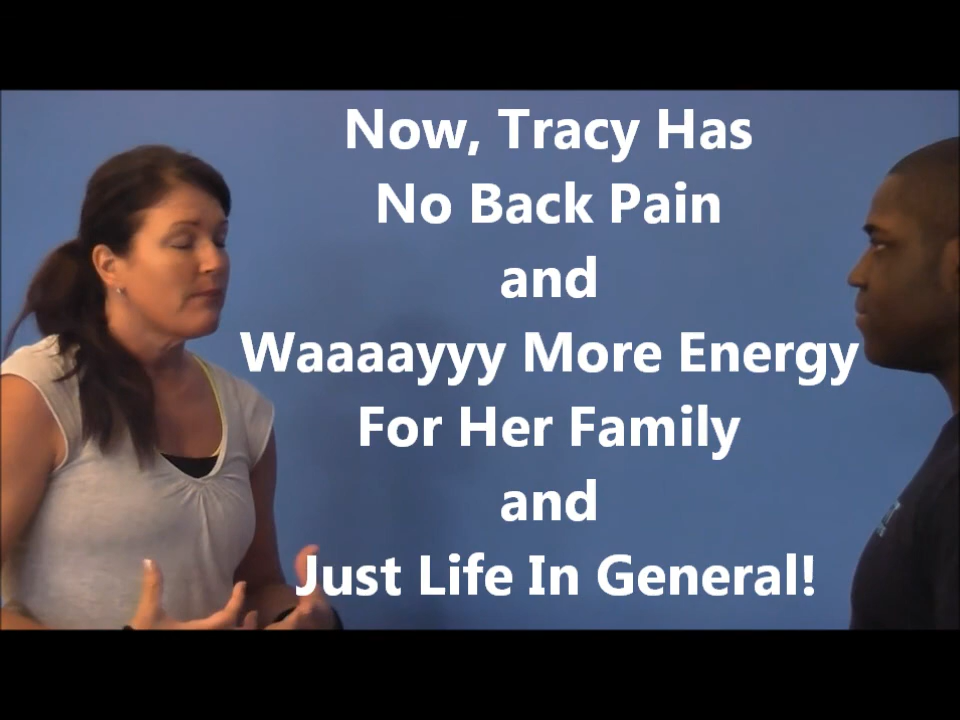 Now, Tracy Has
No Back Pain
and
Waaaayyy More Energy
For Her Family
and
Just Life In General!